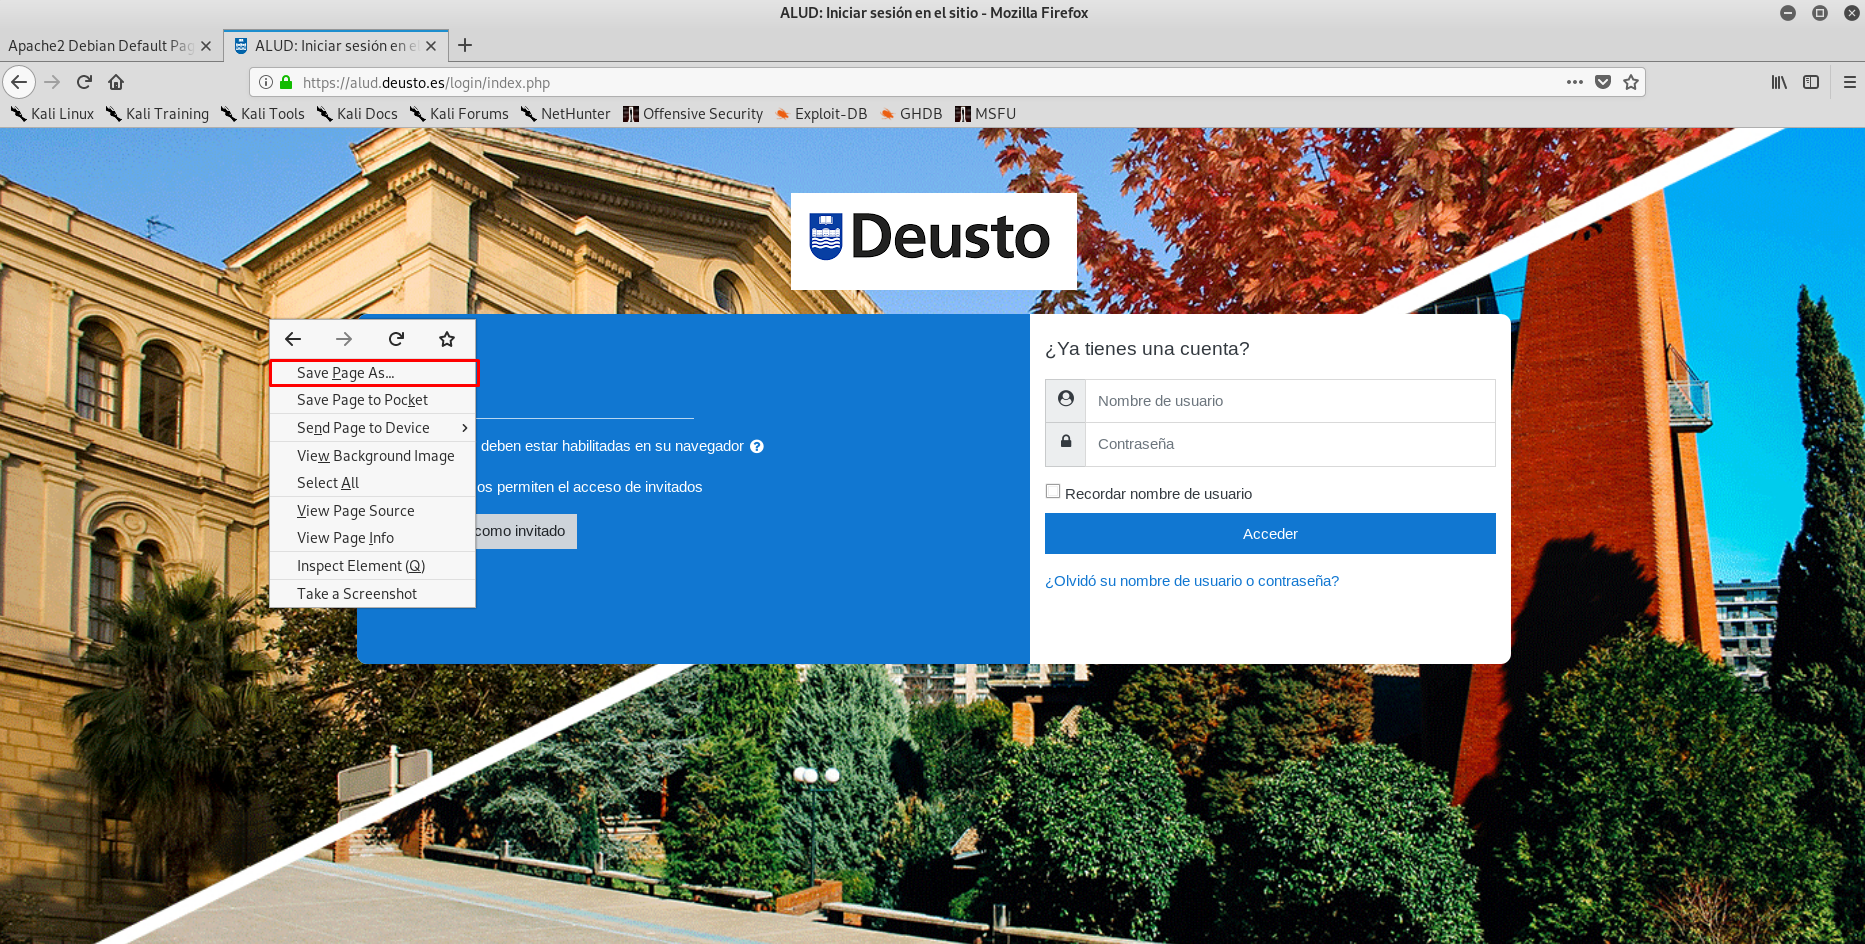 ALUD: Iniciar sesión en el sitio - Mozilla Firefox
Apache2 Debian Default Pag
ALUD: Iniciar sesión en el
https://alud.deusto.es/login/index.php
Kali Linux Kali Training Kali Tools Kali Docs Kali Forums NetHunter Offensive Security Exploit-DB GHDB MSFU
Deusto
Save Page As...
Save Page to Pocket
Send Page to Device
View Background Image
Select All
View Page Source
View Page Info
Inspect Element (Q)
Take a Screenshot
deben estar habilitadas en su navegador
os permiten el acceso de invitados
como invitado
¿Ya tienes una cuenta?
Nombre de usuario
Contraseña
Recordar nombre de usuario
Acceder
¿Olvidó su nombre de usuario o contraseña?